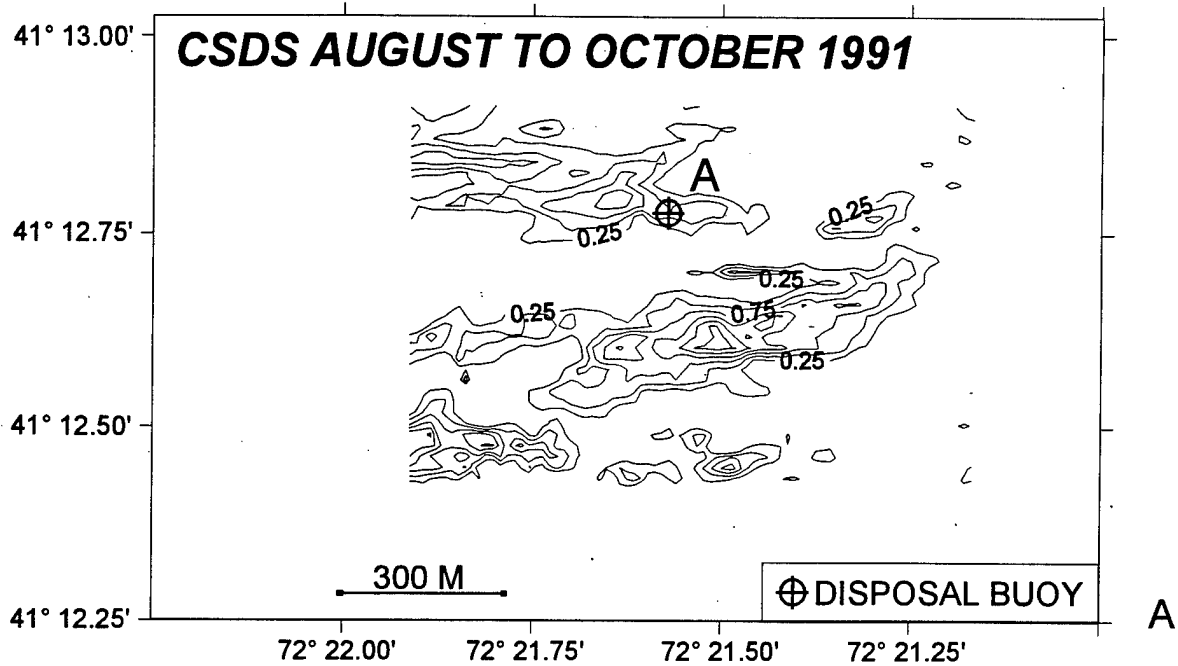 41° 13.00'
CSDS AUGUST TO OCTOBER 1991
A
0.25
41° 12.75'
0.25
0.25
0.25
0.75
0.25
41° 12.50'
300 M
DISPOSAL BUOY
41° 12.25'
A
72° 22.00'
72° 21.75'
72° 21.50'
72° 21.25'